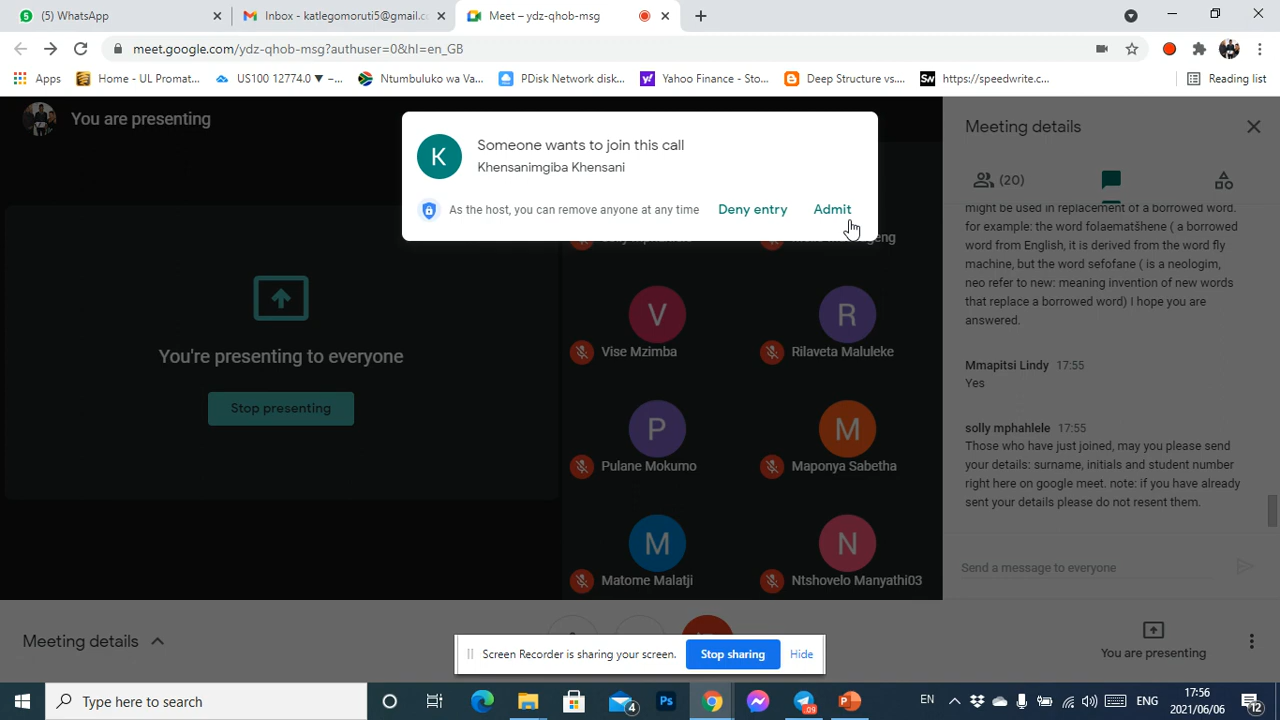 (5) WhatsApp
Inbox - katlegomoruti5@gmail.c
Meet – ydz-qhob-msg
meet.google.com/ydz-qhob-msg?authuser=0&hl=en_GB
Apps
Home - UL Promat...
US100 12774.0 ▼ –...
Ntumbuluko wa Va...
PDisk Network disk...
Yahoo Finance - Sto...
Deep Structure vs....
SW
https://speedwrite.c...
Reading list
You are presenting
K
Someone wants to join this call
Khensanimgiba Khensani
As the host, you can remove anyone at any time
Deny entry
Admit
Meeting details
(20)
might be used in replacement of a borrowed word.
for example: the word folaematšhene ( a borrowed
word from English, it is derived from the word fly
machine, but the word sefofane ( is a neologim,
neo refer to new: meaning invention of new words
that replace a borrowed word) I hope you are
answered.
Mmapitsi Lindy 17:55
Yes
solly mphahlele 17:55
Those who have just joined, may you please send
your details: surname, initials and student number
right here on google meet. note: if you have already
sent your details please do not resent them.
Send a message to everyone
You're presenting to everyone
Stop presenting
V
Vise Mzimba
R
Rilaveta Maluleke
P
Pulane Mokumo
M
Maponya Sabetha
M
Matome Malatji
N
Ntshovelo Manyathi03
Meeting details
Screen Recorder is sharing your screen.
Stop sharing
Hide
You are presenting
Type here to search
4
Ps
.09
EN
ENG
17:56
2021/06/06
12